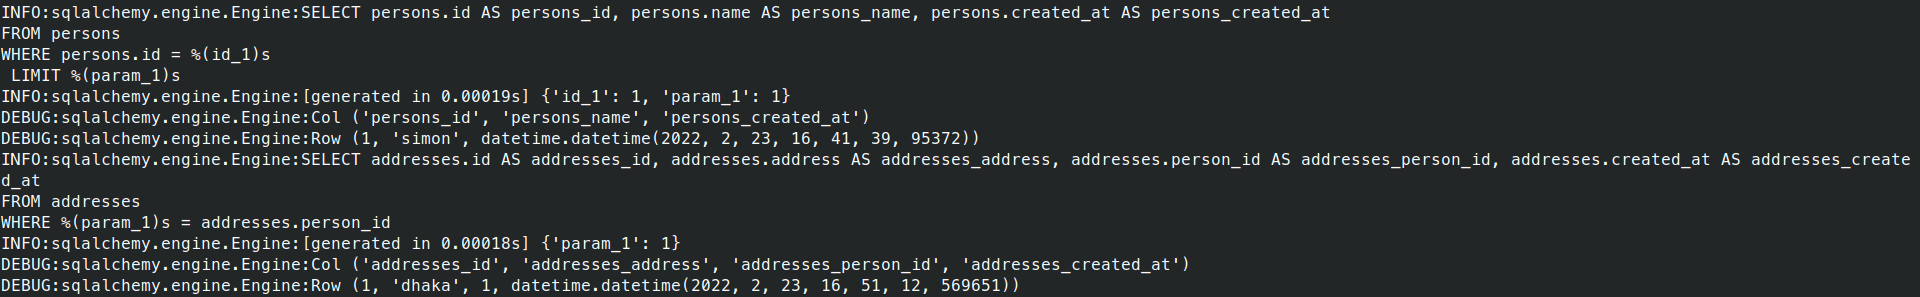 INFO:sqlalchemy.engine.Engine:SELECT persons.id AS persons_id, persons.name AS persons_name, persons.created_at AS persons_created_at
FROM persons
WHERE persons.id = %(id_1)s
 LIMIT %(param_1)s
INFO:sqlalchemy.engine.Engine:[generated in 0.00019s] {'id_1': 1, 'param_1': 1}
DEBUG:sqlalchemy.engine.Engine:Col ('persons_id', 'persons_name', 'persons_created_at')
DEBUG:sqlalchemy.engine.Engine:Row (1, 'simon', datetime.datetime(2022, 2, 23, 16, 41, 39, 95372))
INFO:sqlalchemy.engine.Engine:SELECT addresses.id AS addresses_id, addresses.address AS addresses_address, addresses.person_id AS addresses_person_id, addresses.created_at AS addresses_create
d_at
FROM addresses
WHERE %(param_1)s = addresses.person_id
INFO:sqlalchemy.engine.Engine:[generated in 0.00018s] {'param_1': 1}
DEBUG:sqlalchemy.engine.Engine:Col ('addresses_id', 'addresses_address', 'addresses_person_id', 'addresses_created_at')
DEBUG:sqlalchemy.engine.Engine:Row (1, 'dhaka', 1, datetime.datetime(2022, 2, 23, 16, 51, 12, 569651))